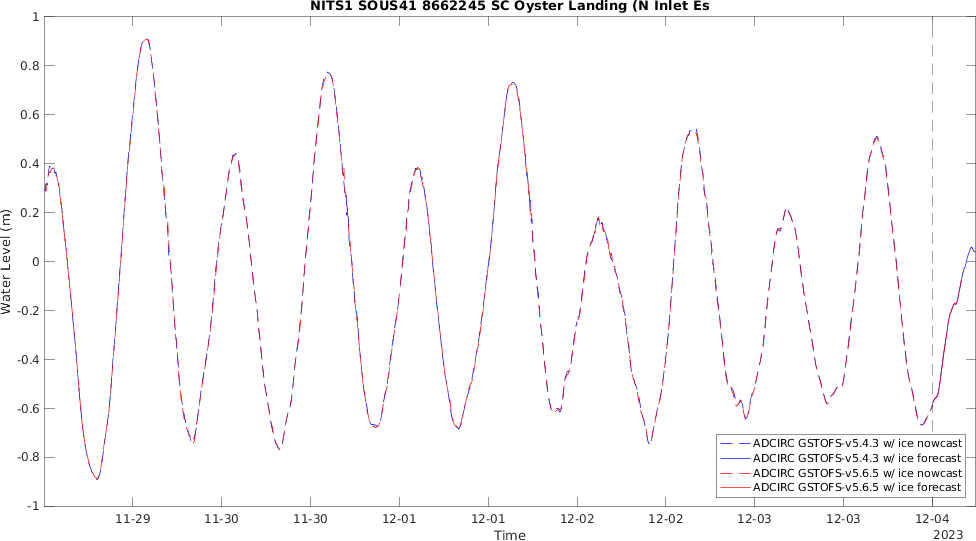 NITS1 SOUS41 8662245 SC Oyster Landing (N Inlet Es
1
0.8
0.6
0.4
0.2
0
-0.2
-0.4
-0.6
-0.8
-1
Water Level (m)
ADCIRC GSTOFS-v5.4.3 w/ ice nowcast
ADCIRC GSTOFS-v5.4.3 w/ ice forecast
ADCIRC GSTOFS-v5.6.5 w/ ice nowcast
ADCIRC GSTOFS-v5.6.5 w/ ice forecast
11-29 11-30 11-30 12-01 12-01 12-02 12-02 12-03 12-03 12-04
Time
2023